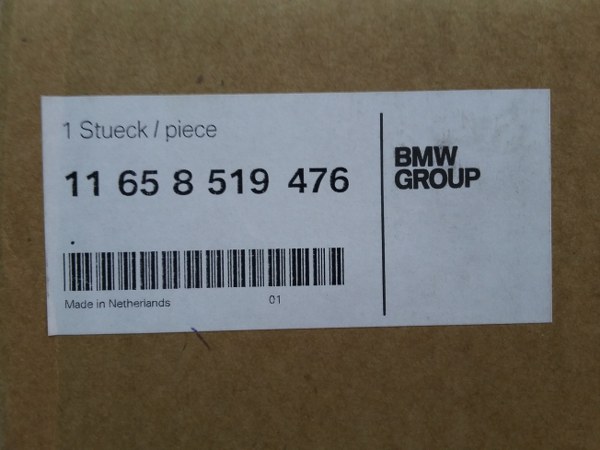 1 Stueck / piece
11 65 8 519 476
Made in Netherlands 01
BMW
GROUP